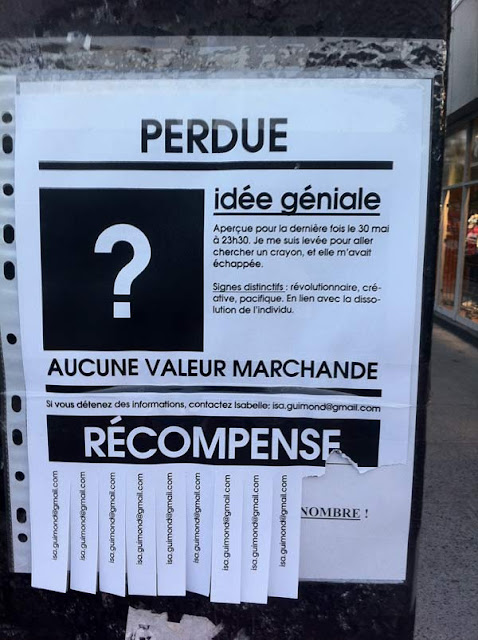 PERDUE
?
idée géniale
Aperçue pour la dernière fois le 30 mai
à 23h30. Je me suis levée pour aller
chercher un crayon, et elle m'avait
échappée.
Signes distinctifs : révolutionnaire, cré-
ative, pacifique. En lien avec la disso-
lution de l'individu.
AUCUNE VALEUR MARCHANDE
Si vous détenez des informations, contactez Isabelle: isa.guimond@gmail.com
RÉCOMPENSE
NOMBRE !
isa.guimond@gmail.com
isa.guimond@gmail.com
isa.guimond@gmail.com
isa.guimond@gmail.com
isa.guimond@gmail.com
isa.guimond@gmail.com
isa.guimond@gmail.com
isa.guimond@gmail.com
isa.guimond@gmail.com